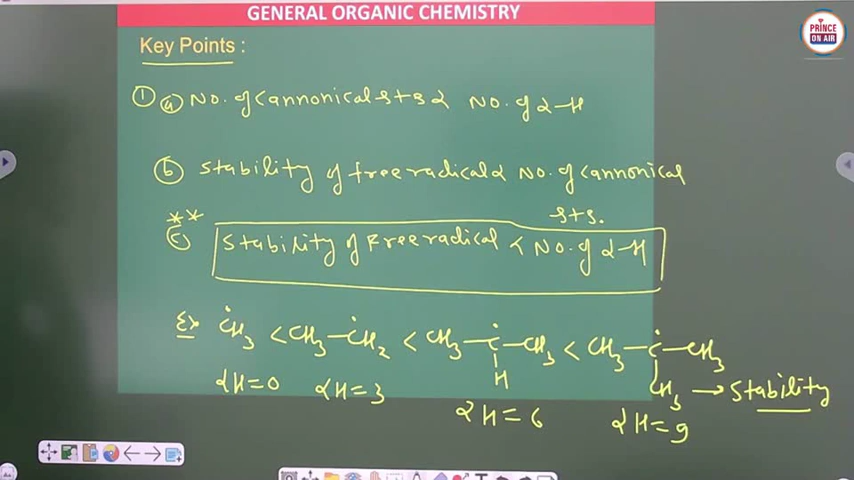 GENERAL ORGANIC CHEMISTRY
PRINCE
ON AIR
Key Points :
① ⓐ No. of Cannonical sts ∝ No. of α-H
ⓑ Stability of free radical ∝ No. of Cannonical
sts.
**
ⓒ Stability of Free radical ∝ No. of α-H
Ex ĊH₃ < CH₃-ĊH₂ < CH₃-Ċ-CH₃ < CH₃-Ċ-CH₃
H
CH₃ → Stability
αH=0 αH=3
αH=6 αH=9